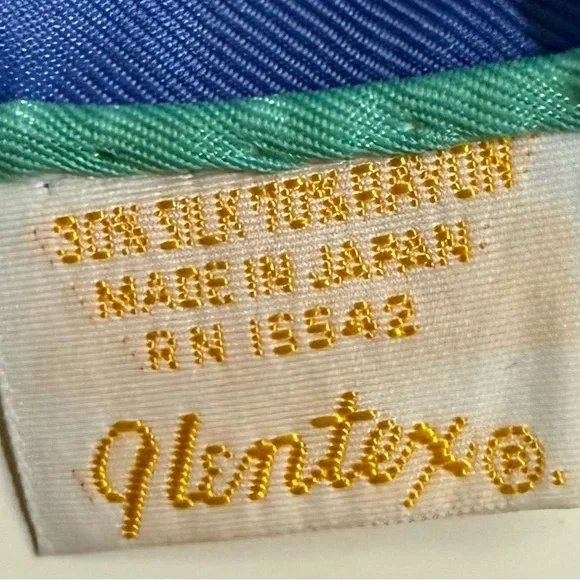 30% SILK 70% RAYON
MADE IN JAPAN
RN 15542
Glentex®.